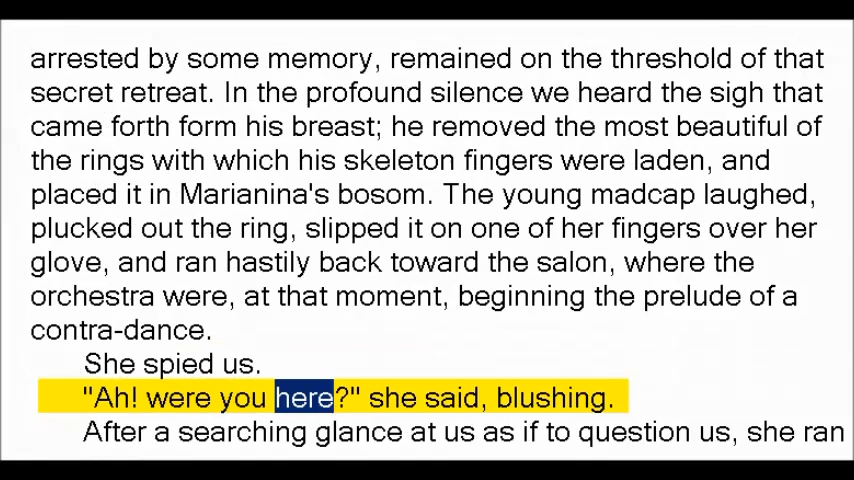 arrested by some memory, remained on the threshold of that
secret retreat. In the profound silence we heard the sigh that
came forth form his breast; he removed the most beautiful of
the rings with which his skeleton fingers were laden, and
placed it in Marianina's bosom. The young madcap laughed,
plucked out the ring, slipped it on one of her fingers over her
glove, and ran hastily back toward the salon, where the
orchestra were, at that moment, beginning the prelude of a
contra-dance.
She spied us.
"Ah! were you here?" she said, blushing.
After a searching glance at us as if to question us, she ran